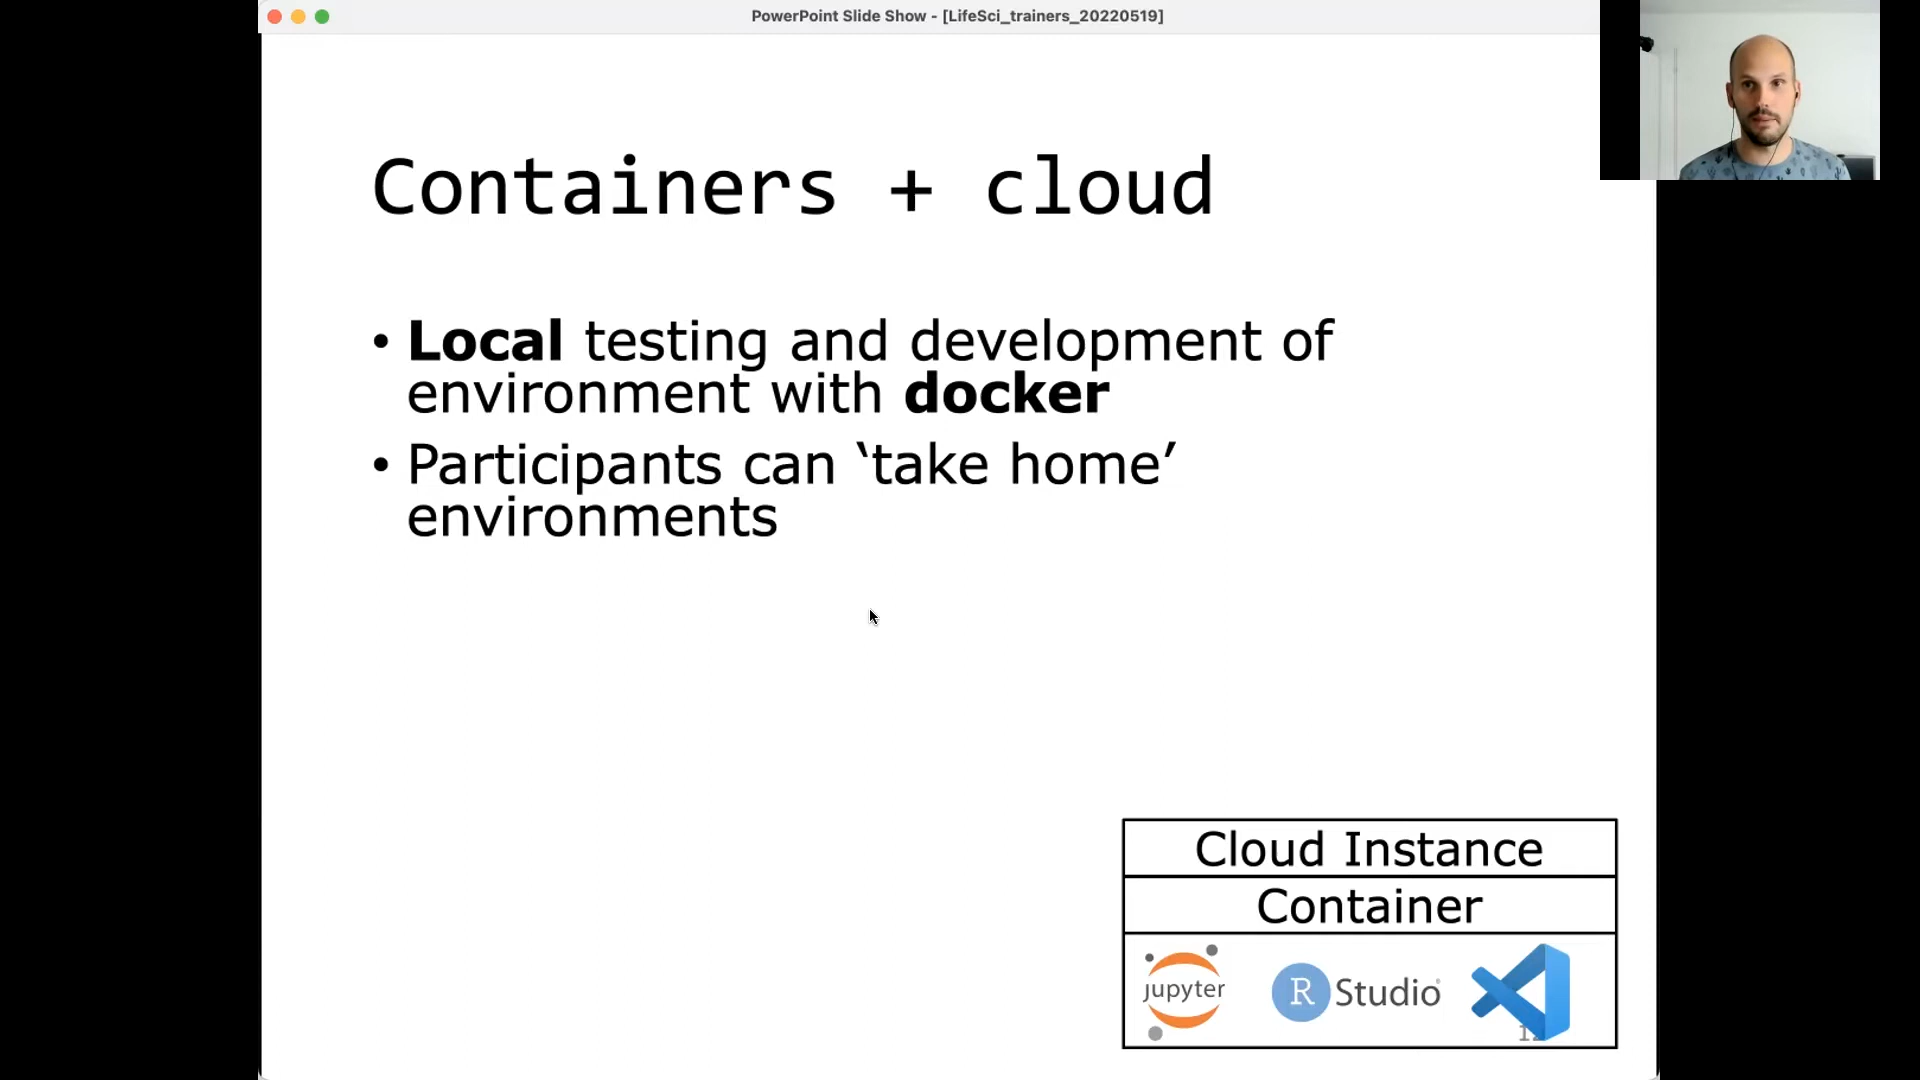 PowerPoint Slide Show - [LifeSci_trainers_20220519]
Containers + cloud
• Local testing and development of
environment with docker
• Participants can ‘take home’
environments
Cloud Instance
Container
jupyter
R Studio